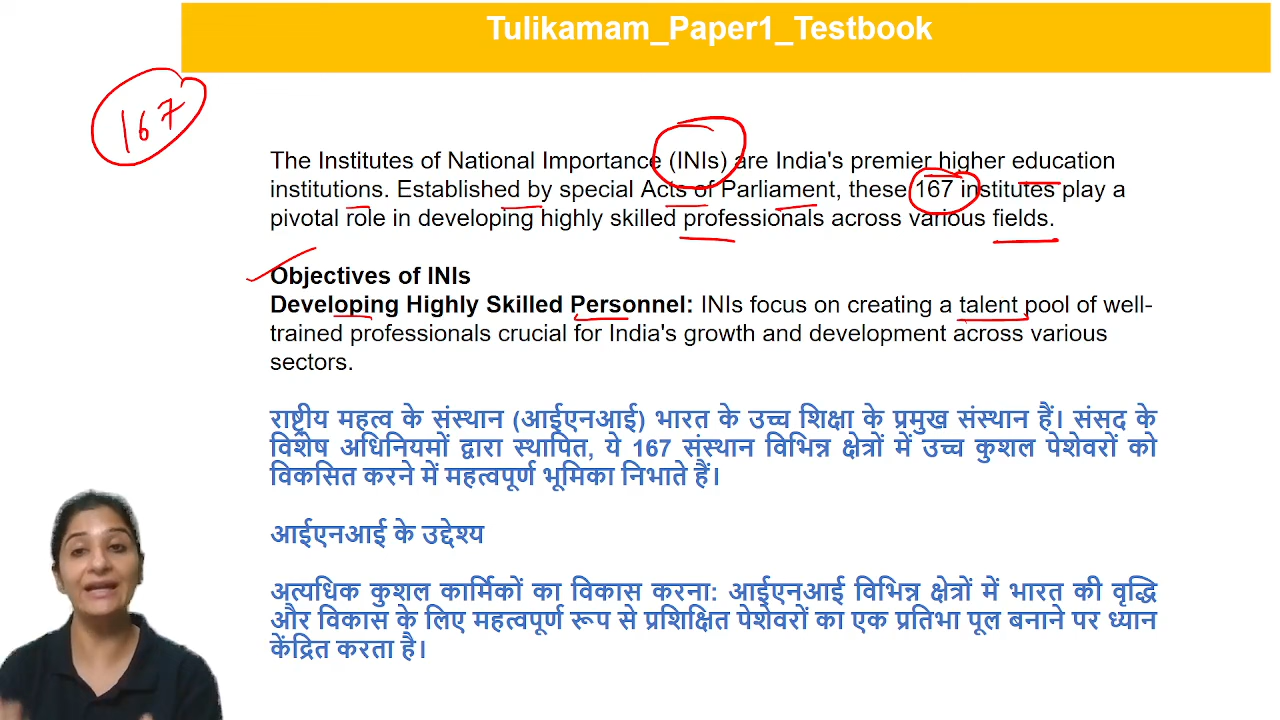 Tulikamam_Paper1_Testbook
167
The Institutes of National Importance (INIs) are India's premier higher education
institutions. Established by special Acts of Parliament, these 167 institutes play a
pivotal role in developing highly skilled professionals across various fields.
Objectives of INIs
Developing Highly Skilled Personnel: INIs focus on creating a talent pool of well-
trained professionals crucial for India's growth and development across various
sectors.
राष्ट्रीय महत्व के संस्थान (आईएनआई) भारत के उच्च शिक्षा के प्रमुख संस्थान हैं। संसद के
विशेष अधिनियमों द्वारा स्थापित, ये 167 संस्थान विभिन्न क्षेत्रों में उच्च कुशल पेशेवरों को
विकसित करने में महत्वपूर्ण भूमिका निभाते हैं।
आईएनआई के उद्देश्य
अत्यधिक कुशल कार्मिकों का विकास करना: आईएनआई विभिन्न क्षेत्रों में भारत की वृद्धि
और विकास के लिए महत्वपूर्ण रूप से प्रशिक्षित पेशेवरों का एक प्रतिभा पूल बनाने पर ध्यान
केंद्रित करता है।